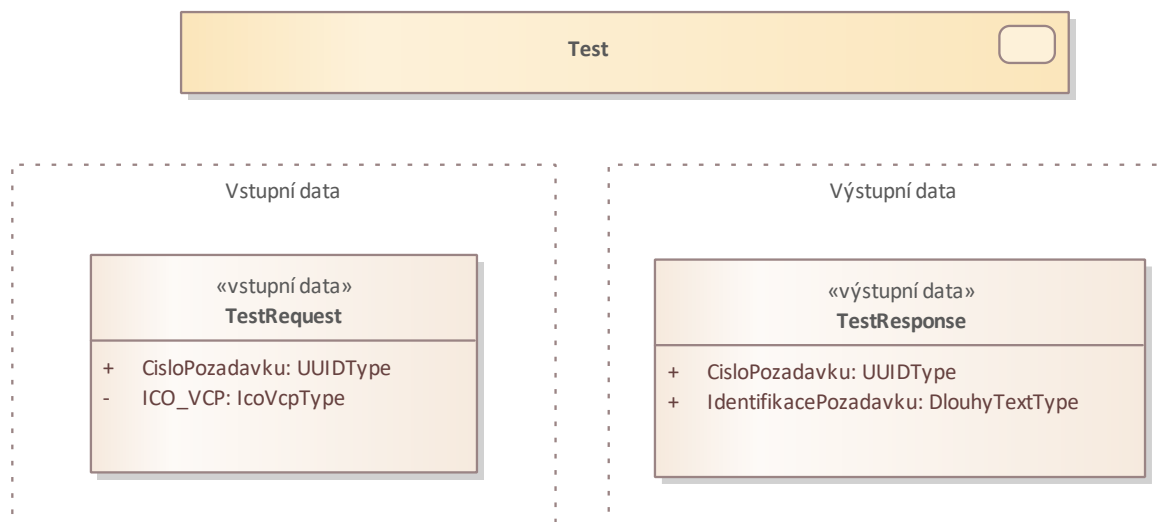 Test
Vstupní data
«vstupní data»
TestRequest
+ CisloPozadavku: UUIDType
- ICO_VCP: IcoVcpType
Výstupní data
«výstupní data»
TestResponse
+ CisloPozadavku: UUIDType
+ IdentifikacePozadavku: DlouhyTextType